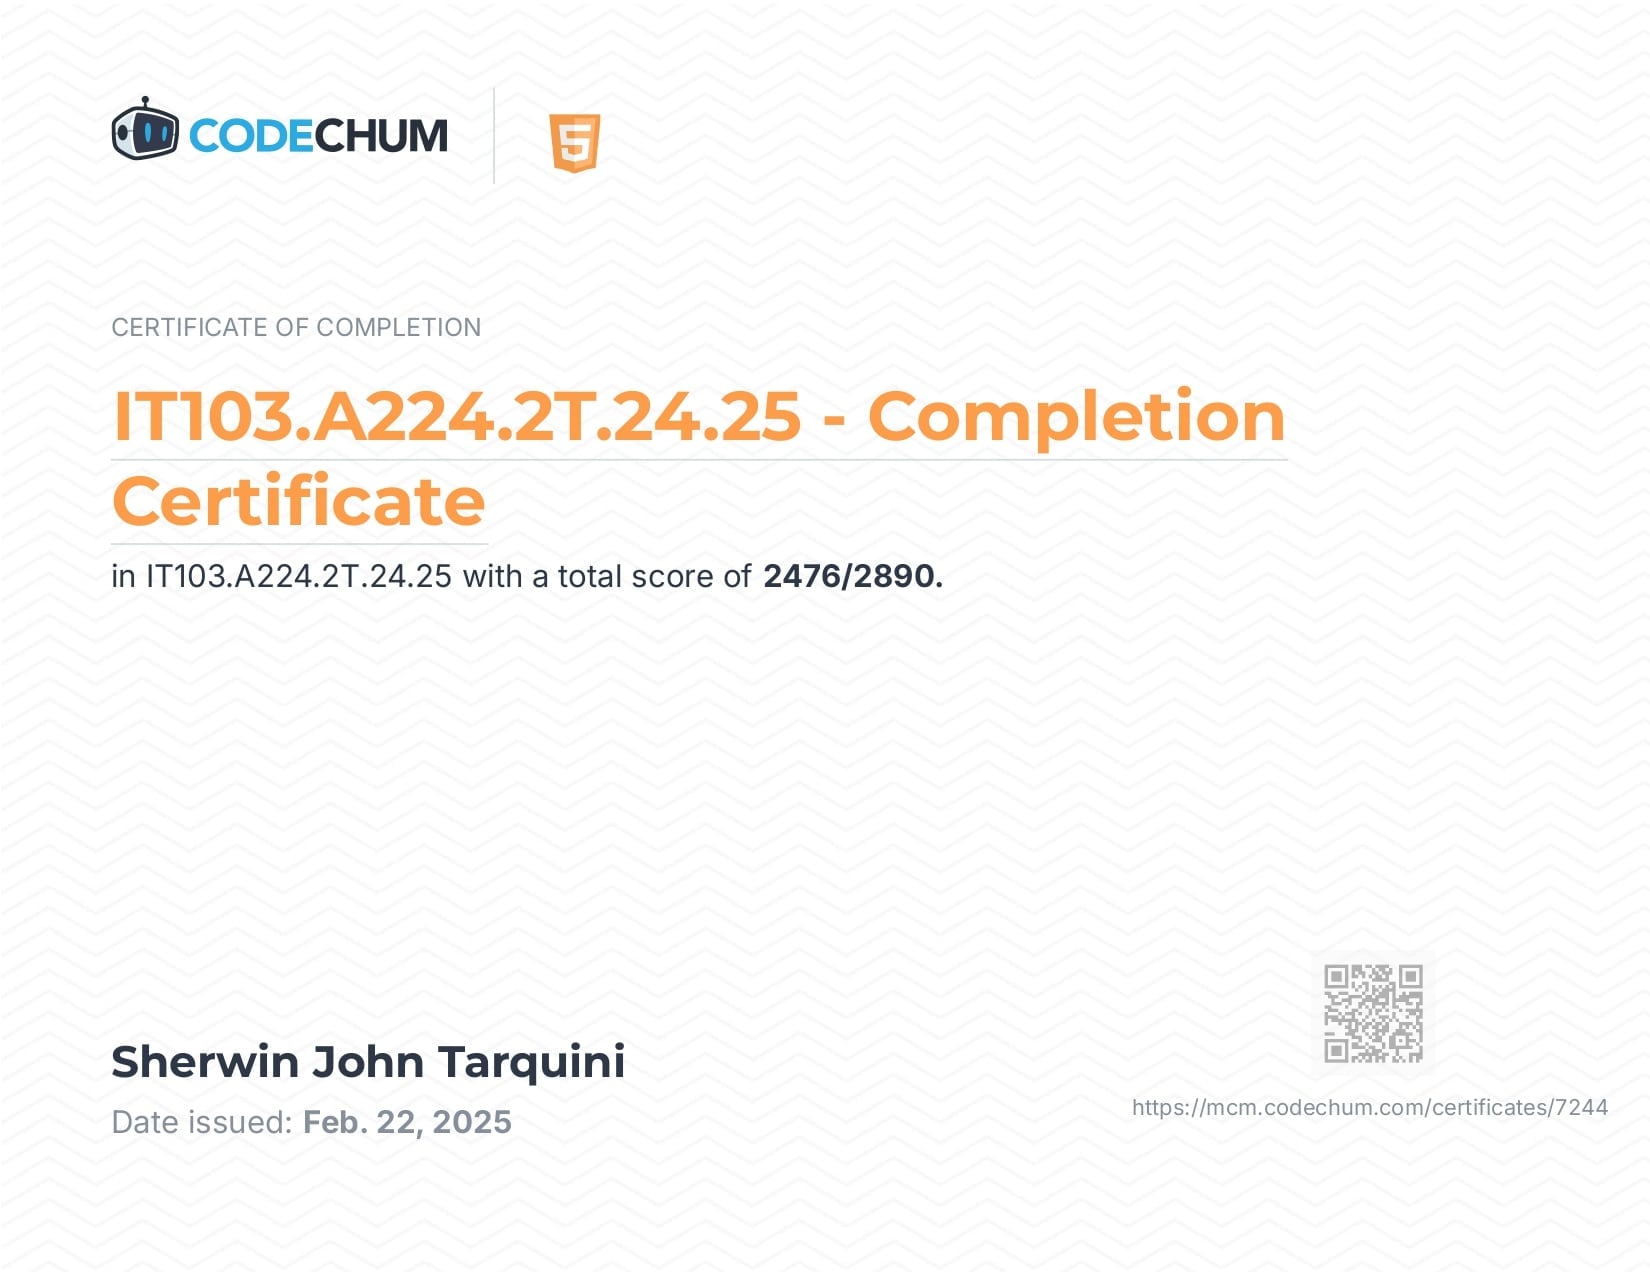 CODECHUM
5
CERTIFICATE OF COMPLETION
IT103.A224.2T.24.25 - Completion
Certificate
in IT103.A224.2T.24.25 with a total score of 2476/2890.
Sherwin John Tarquini
Date issued: Feb. 22, 2025
https://mcm.codechum.com/certificates/7244